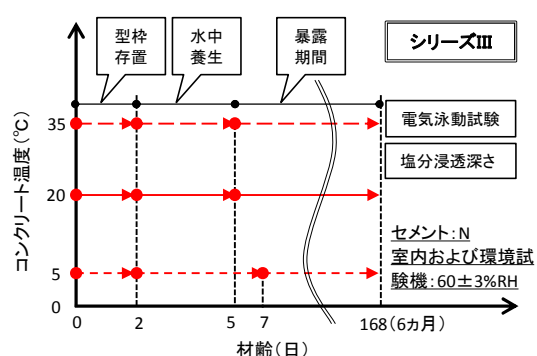 型枠
存置
水中
養生
暴露
期間
シリーズⅢ
コンクリート温度(℃)
35
20
5
0
電気泳動試験
塩分浸透深さ
セメント:N
室内および環境試
験機:60±3%RH
0
2
5
7
168(6ヵ月)
材齢(日)